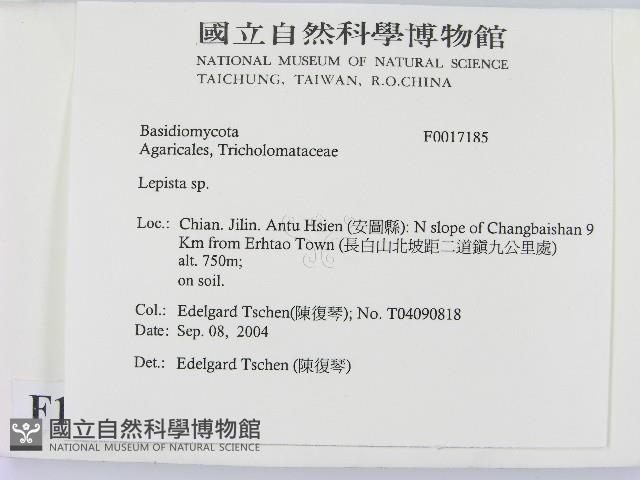 國立自然科學博物館
NATIONAL MUSEUM OF NATURAL SCIENCE
TAICHUNG, TAIWAN, R.O.CHINA
Basidiomycota F0017185
Agaricales, Tricholomataceae
Lepista sp.
Loc.: Chian. Jilin. Antu Hsien (安圖縣): N slope of Changbaishan 9
Km from Erhtao Town (長白山北坡距二道鎮九公里處)
alt. 750m;
on soil.
Col.: Edelgard Tschen(陳復琴); No. T04090818
Date: Sep. 08, 2004
Det.: Edelgard Tschen (陳復琴)
F1
國立自然科學博物館
NATIONAL MUSEUM OF NATURAL SCIENCE